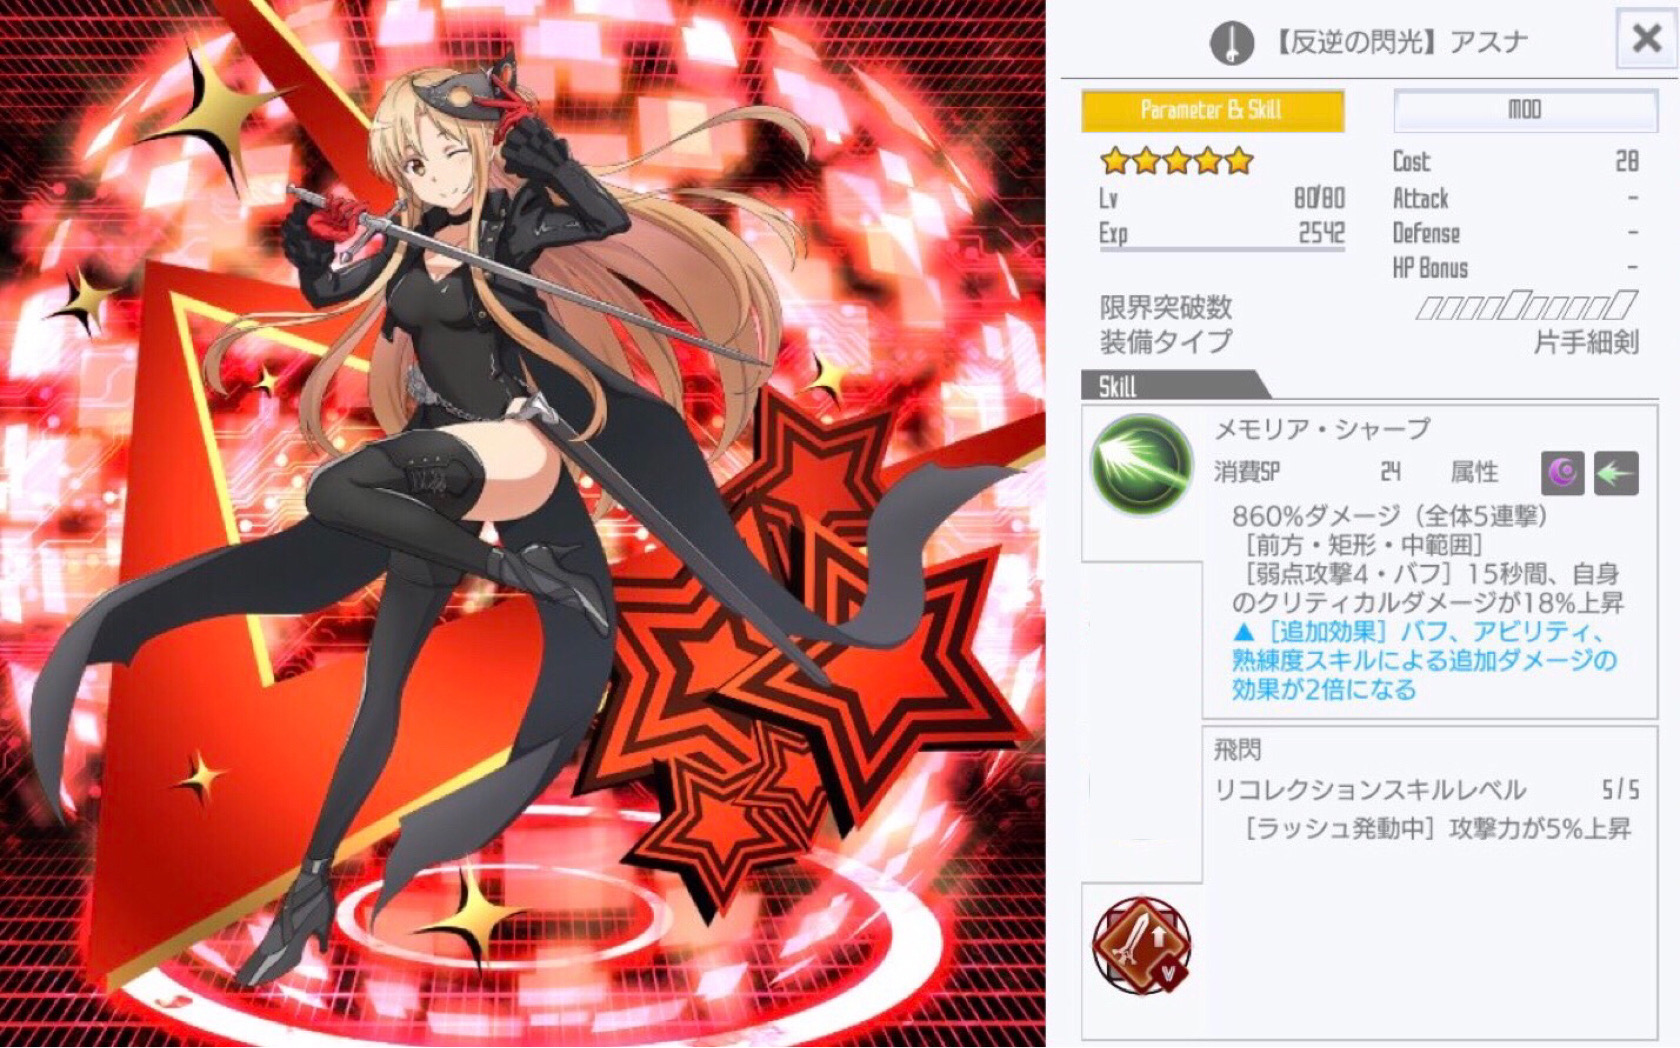 【反逆の閃光】アスナ
Parameter & Skill
MOD
Cost 28
Lv 80/80
Attack -
Exp 2542
Defense -
HP Bonus -
限界突破数
装備タイプ 片手細剣
Skill
メモリア・シャープ
消費SP 24 属性
860%ダメージ（全体5連撃）
［前方・矩形・中範囲］
［弱点攻撃4・バフ］15秒間、自身
のクリティカルダメージが18%上昇
▲［追加効果］バフ、アビリティ、
熟練度スキルによる追加ダメージの
効果が2倍になる
飛閃
リコレクションスキルレベル 5/5
［ラッシュ発動中］攻撃力が5%上昇
V